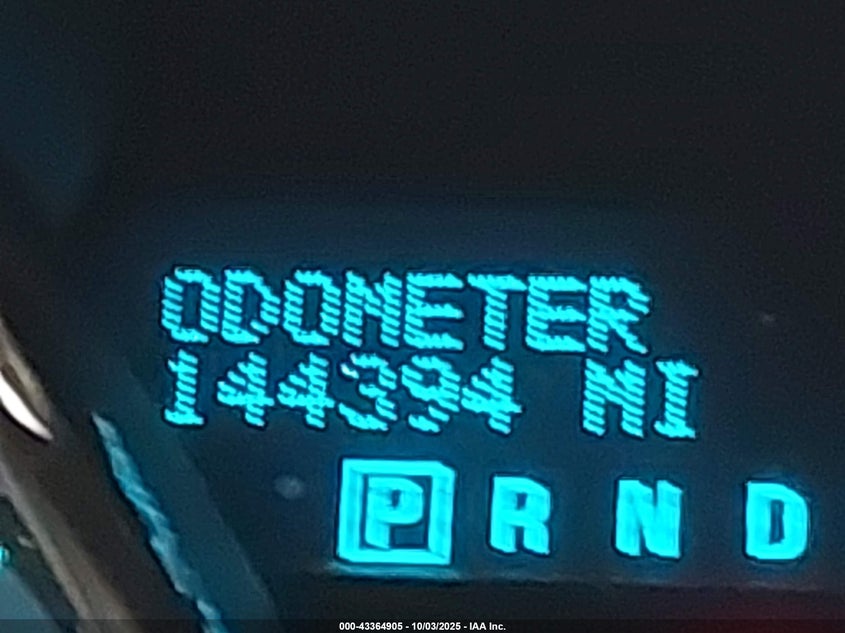 ODOMETER
144394 MI
P R N D
000-43364905 - 10/03/2025 - IAA Inc.